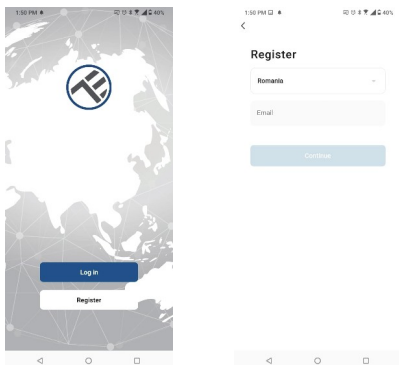 1:50 PM
40%
Log in
Register
1:50 PM
40%
Register
Romania
Email
Continue